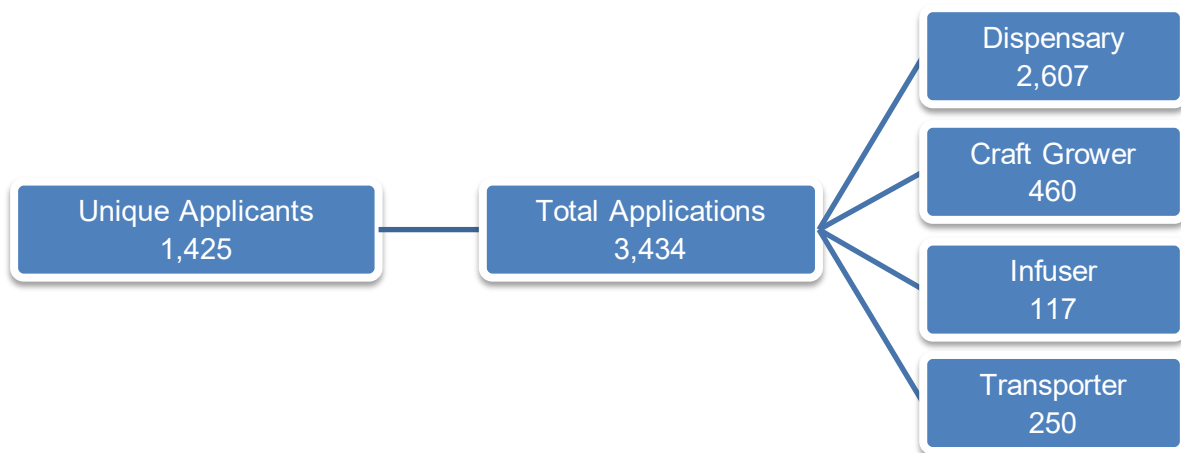 Unique Applicants
1,425
Total Applications
3,434
Dispensary
2,607
Craft Grower
460
Infuser
117
Transporter
250